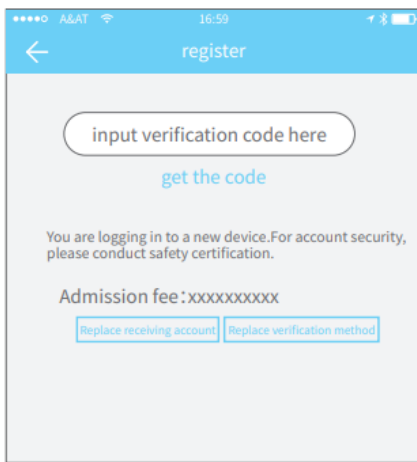 A&AT 16:59
register
input verification code here
get the code
You are logging in to a new device.For account security,
please conduct safety certification.
Admission fee：xxxxxxxxxx
Replace receiving account Replace verification method